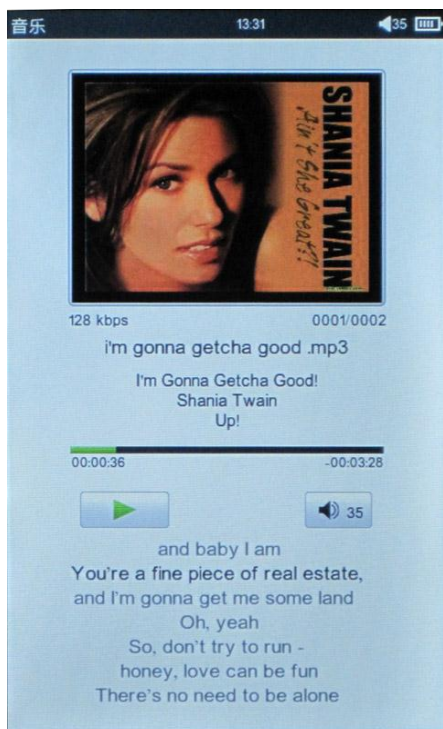 音乐
13:31
35
SHANIA TWAIN
Ain't She Great?!
128 kbps
0001/0002
i'm gonna getcha good .mp3
I'm Gonna Getcha Good!
Shania Twain
Up!
00:00:36
-00:03:28
35
and baby I am
You're a fine piece of real estate,
and I'm gonna get me some land
Oh, yeah
So, don't try to run -
honey, love can be fun
There's no need to be alone